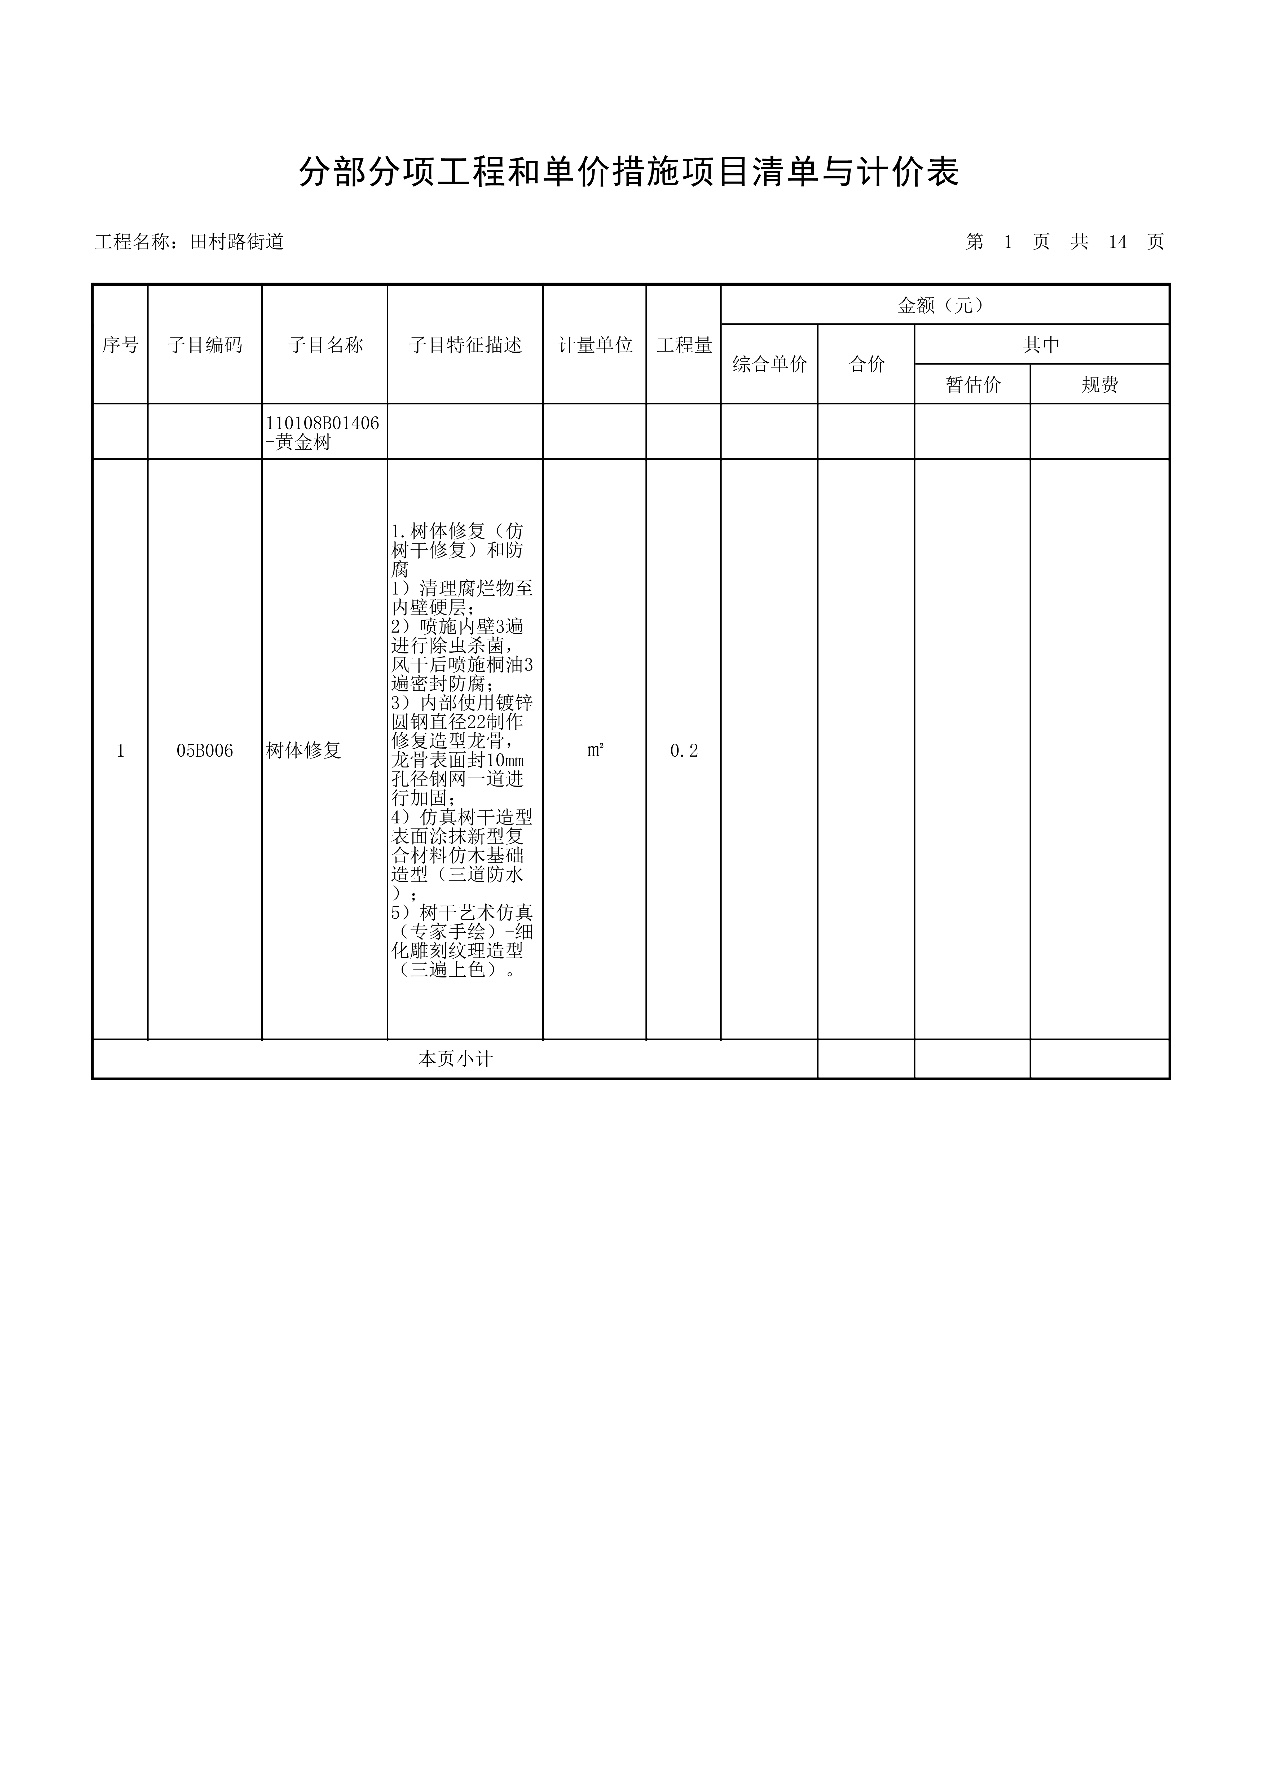 分部分项工程和单价措施项目清单与计价表
工程名称：田村路街道
第 1 页 共 14 页
序号 子目编码 子目名称 子目特征描述 计量单位 工程量 金额（元）
综合单价 合价 其中
暂估价 规费
110108B01406
-黄金树
1 05B006 树体修复
1.树体修复（仿
树干修复）和防
腐
1）清理腐烂物至
内壁硬层；
2）喷施内壁3遍
进行除虫杀菌，
风干后喷施桐油3
遍密封防腐；
3）内部使用镀锌
圆钢直径22制作
修复造型龙骨，
龙骨表面封10mm
孔径钢网一道进
行加固；
4）仿真树干造型
表面涂抹新型复
合材料仿木基础
造型（三道防水
）；
5）树干艺术仿真
（专家手绘）-细
化雕刻纹理造型
（三遍上色）。
m² 0.2
本页小计